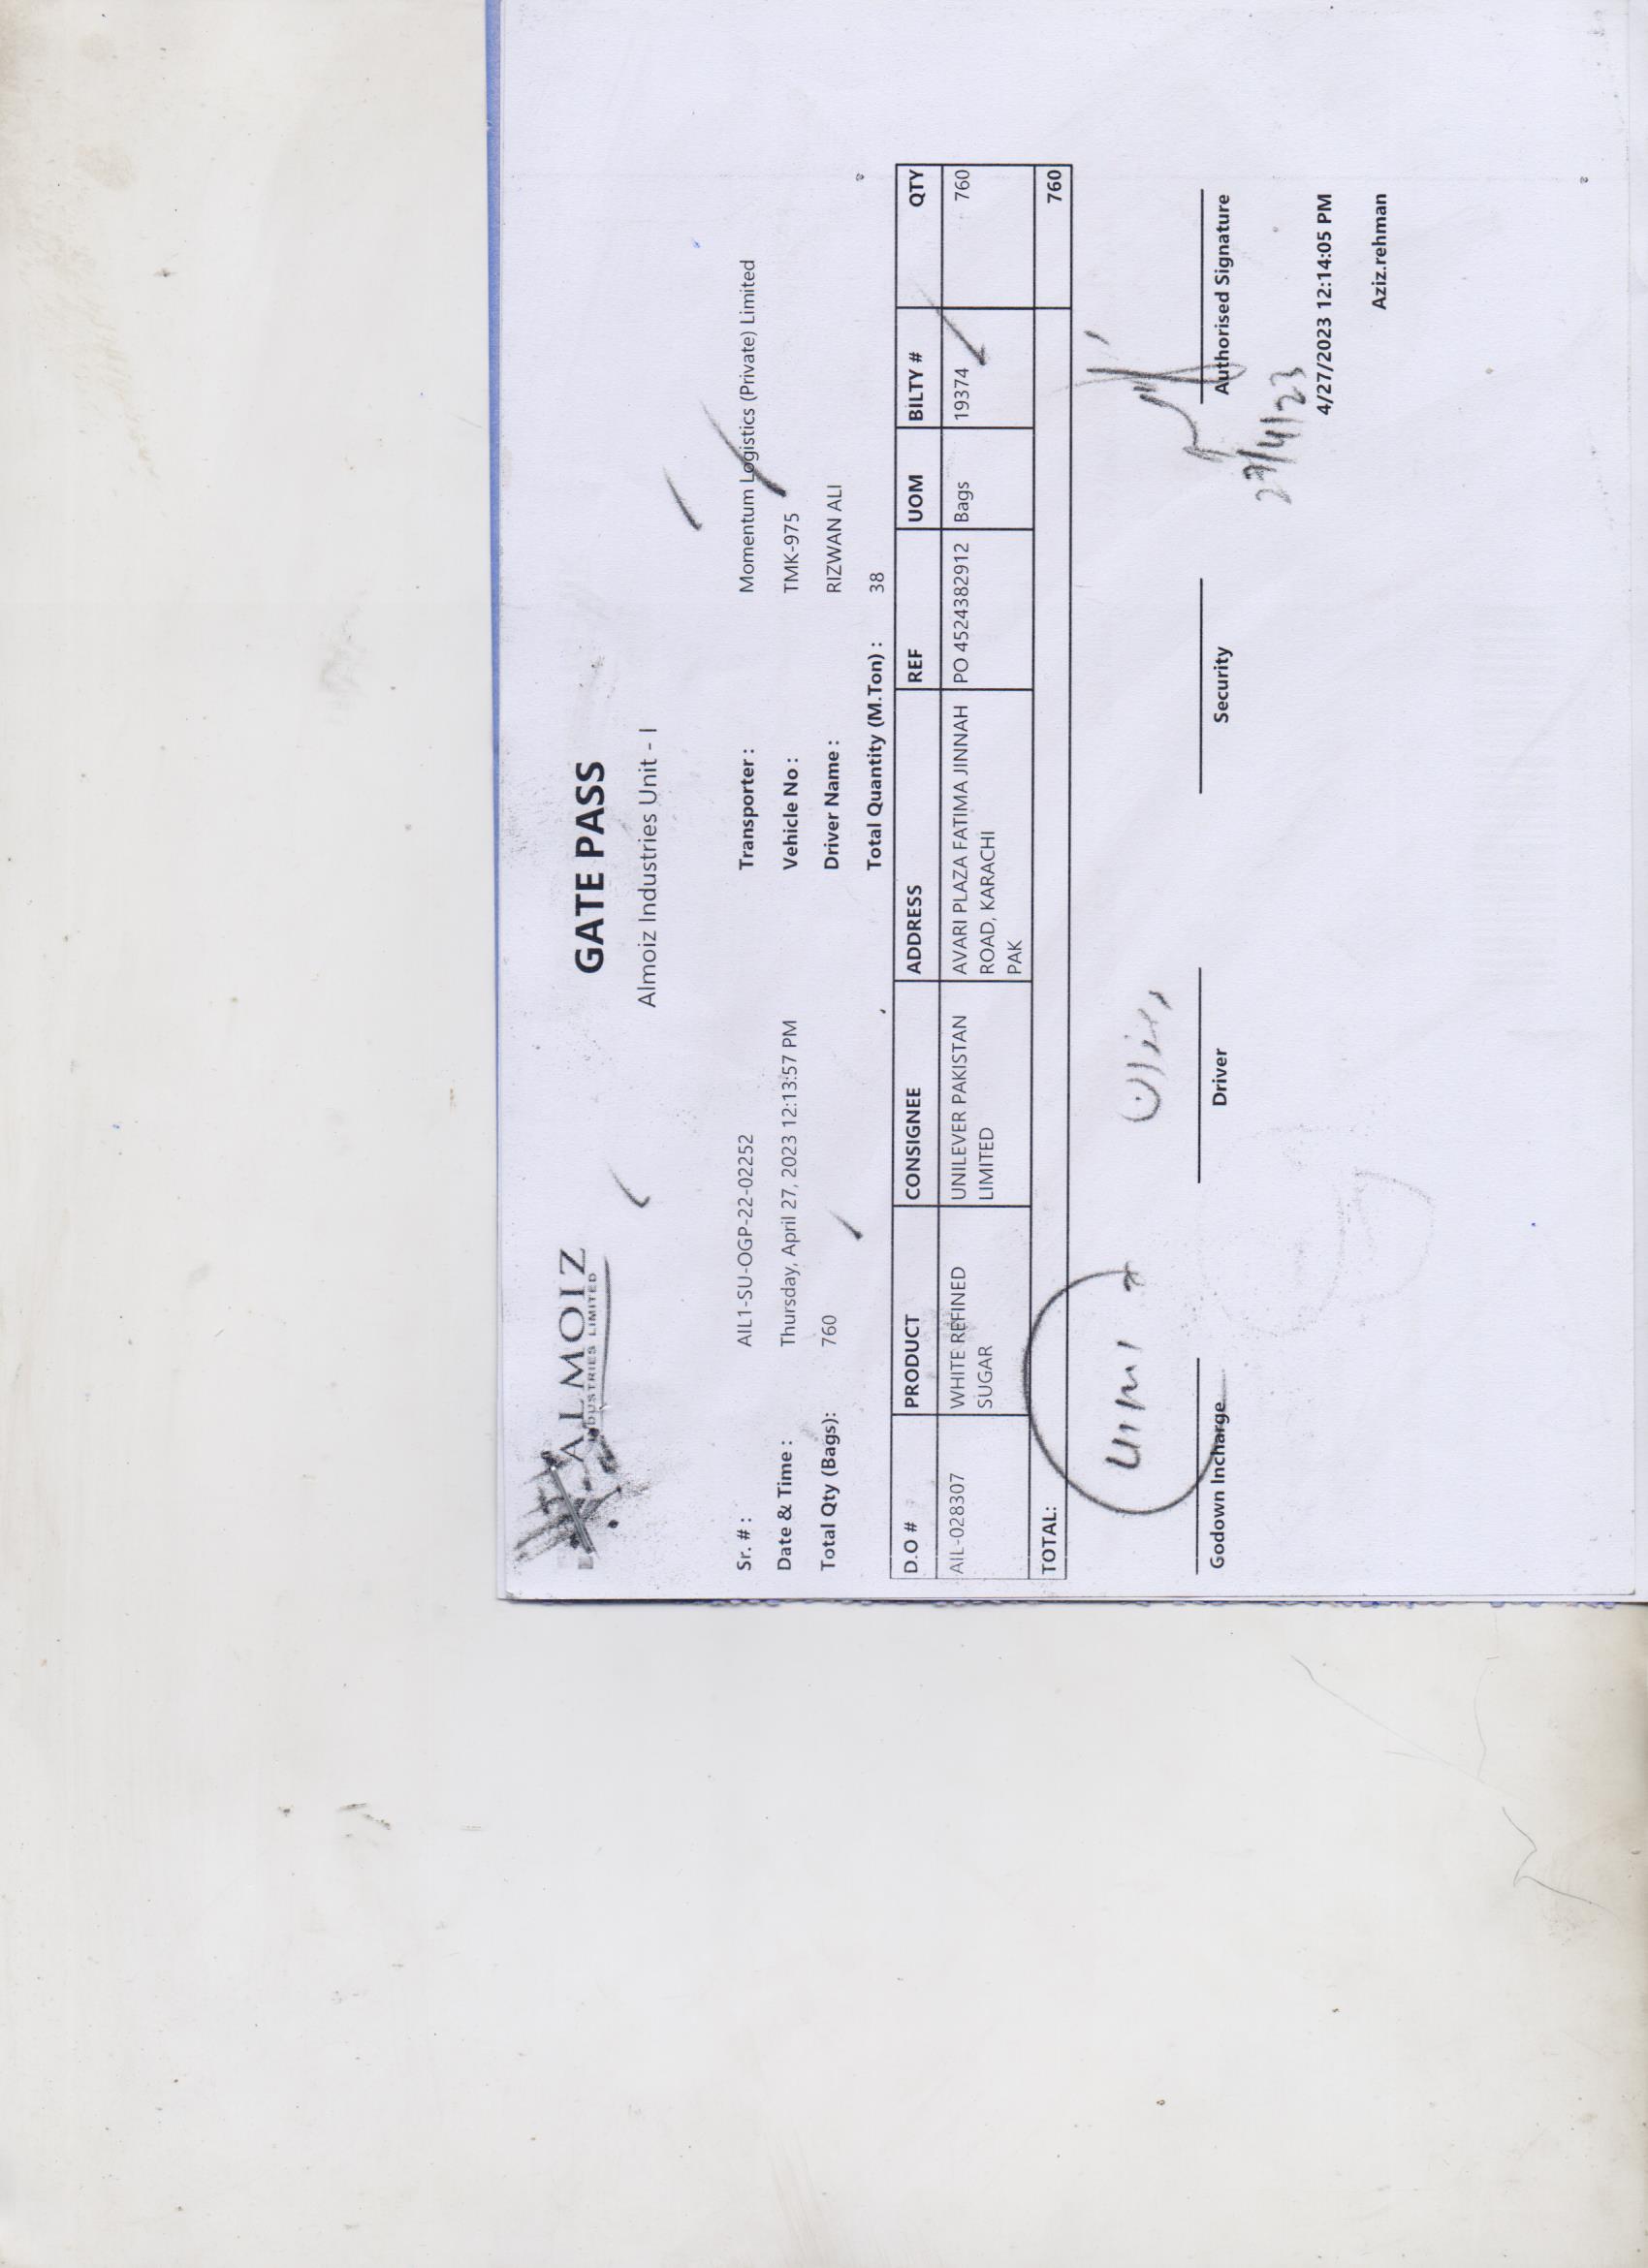 ALMOIZ
INDUSTRIES LIMITED
GATE PASS
Almoiz Industries Unit - I
Sr. # : AIL1-SU-OGP-22-02252 Transporter : Momentum Logistics (Private) Limited
Date & Time : Thursday, April 27, 2023 12:13:57 PM Vehicle No : TMK-975
Total Qty (Bags): 760 Driver Name : RIZWAN ALI
Total Quantity (M.Ton) : 38
D.O # PRODUCT CONSIGNEE ADDRESS REF UOM BILTY # QTY
AIL-028307 WHITE REFINED UNILEVER PAKISTAN AVARI PLAZA FATIMA JINNAH PO 4524382912 Bags 19374 760
SUGAR LIMITED ROAD, KARACHI
PAK
TOTAL: 760
رضوان
Godown Incharge Driver Security Authorised Signature
27/4/23
4/27/2023 12:14:05 PM
Aziz.rehman